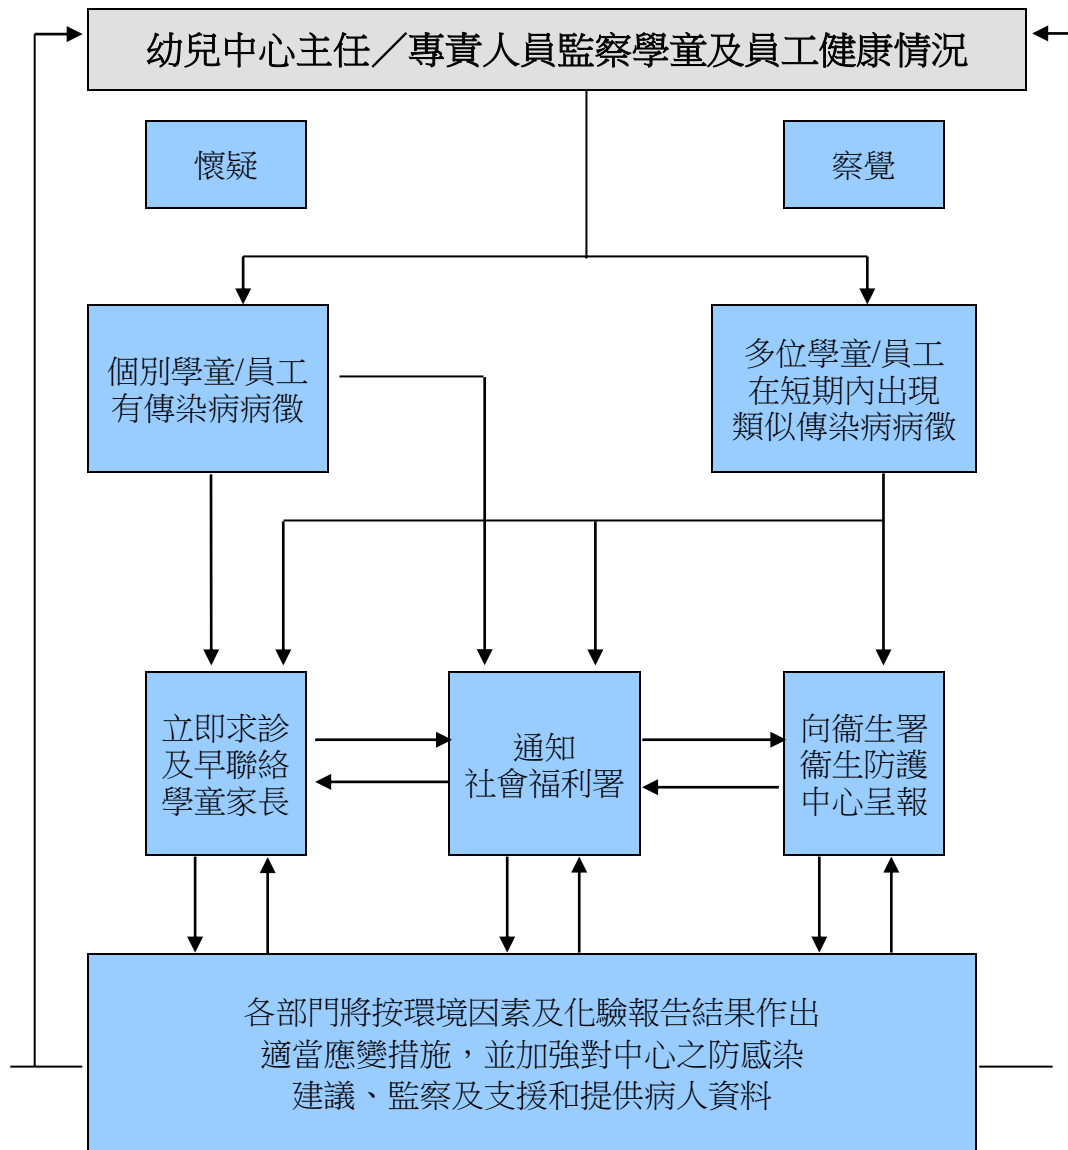 幼兒中心主任／專責人員監察學童及員工健康情況
懷疑
察覺
個別學童/員工
有傳染病病徵
多位學童/員工
在短期內出現
類似傳染病病徵
立即求診
及早聯絡
學童家長
通知
社會福利署
向衞生署
衞生防護
中心呈報
各部門將按環境因素及化驗報告結果作出
適當應變措施，並加強對中心之防感染
建議、監察及支援和提供病人資料